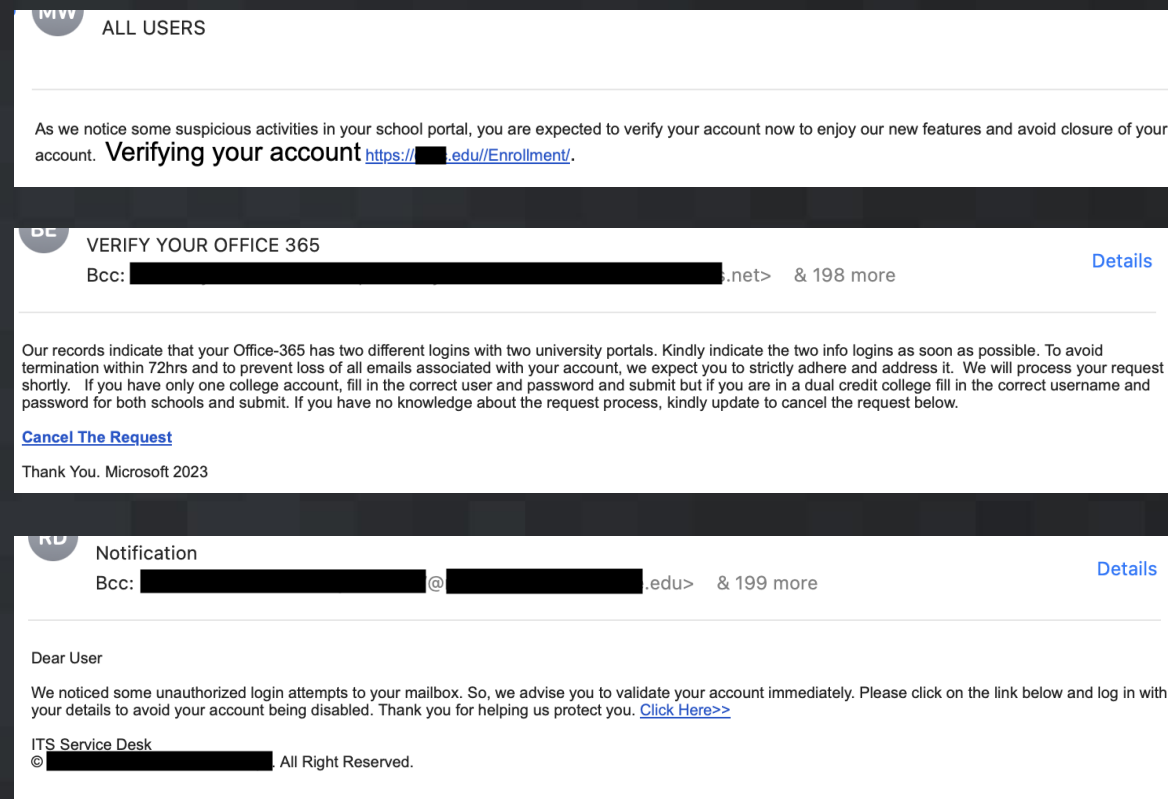 MW
ALL USERS
As we notice some suspicious activities in your school portal, you are expected to verify your account now to enjoy our new features and avoid closure of your
account. Verifying your account https:// .edu//Enrollment/.
BE
VERIFY YOUR OFFICE 365
Details
Bcc: .net> & 198 more
Our records indicate that your Office-365 has two different logins with two university portals. Kindly indicate the two info logins as soon as possible. To avoid
termination within 72hrs and to prevent loss of all emails associated with your account, we expect you to strictly adhere and address it. We will process your request
shortly. If you have only one college account, fill in the correct user and password and submit but if you are in a dual credit college fill in the correct username and
password for both schools and submit. If you have no knowledge about the request process, kindly update to cancel the request below.
Cancel The Request
Thank You. Microsoft 2023
RD
Notification
Details
Bcc: @ .edu> & 199 more
Dear User
We noticed some unauthorized login attempts to your mailbox. So, we advise you to validate your account immediately. Please click on the link below and log in with
your details to avoid your account being disabled. Thank you for helping us protect you. Click Here>>
ITS Service Desk
© . All Right Reserved.